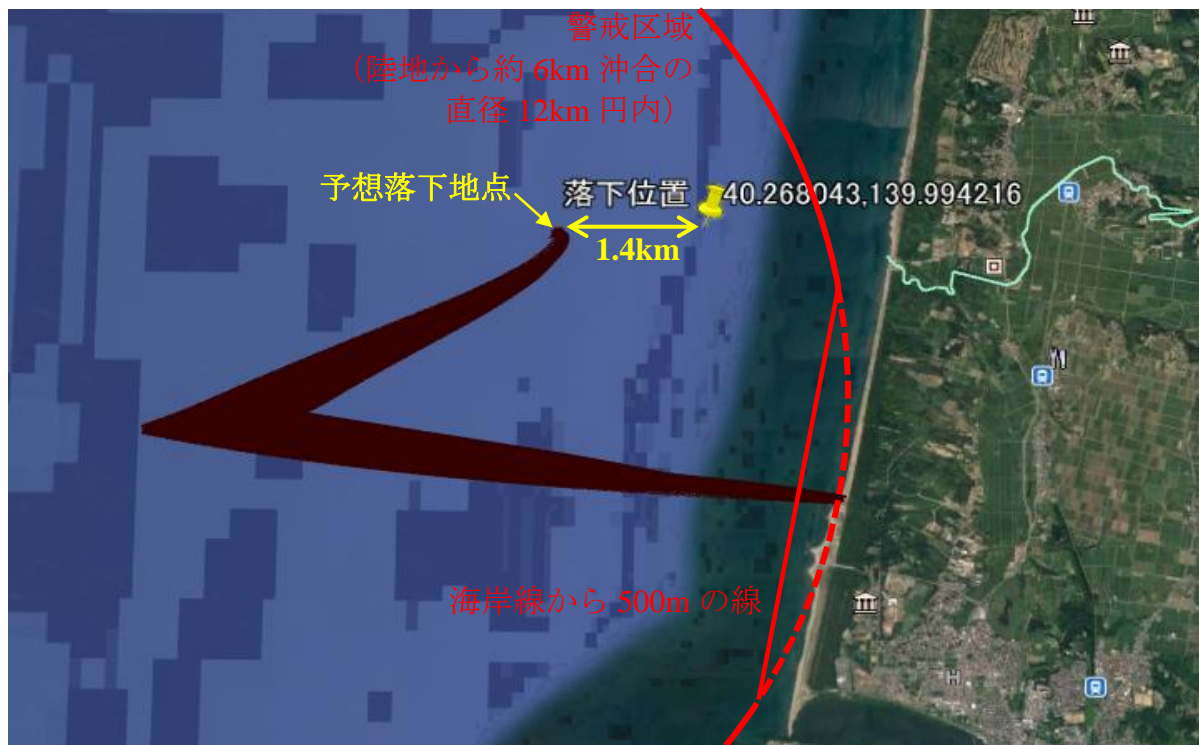 警戒区域
（陸地から約 6km 沖合の
直径 12km 円内）
予想落下地点
落下位置 40.268043,139.994216
1.4km
海岸線から 500m の線
H